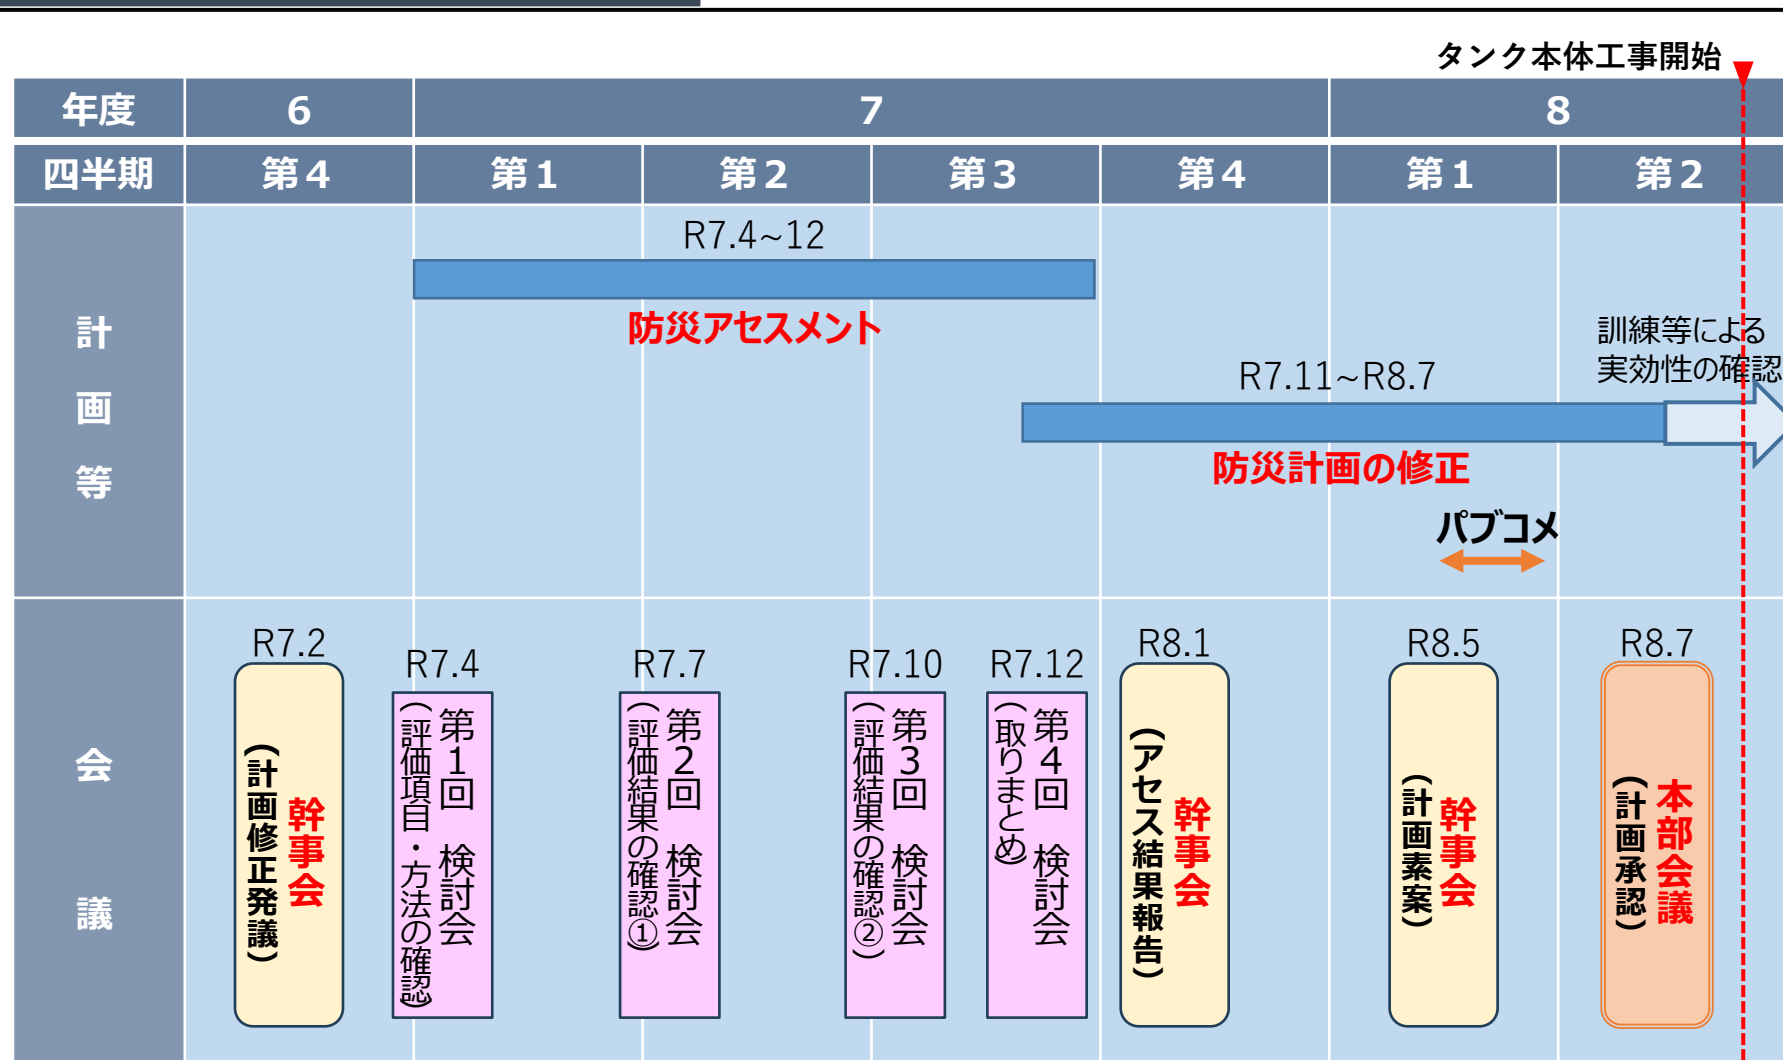 タンク本体工事開始
年度 6 7 8
四半期 第４ 第１ 第２ 第３ 第４ 第１ 第２
計画等
R7.4~12
防災アセスメント
訓練等による
実効性の確認
R7.11~R8.7
防災計画の修正
パブコメ
会議
R7.2
幹事会
(計画修正発議)
R7.4
第１回 検討会
(評価項目・方法の確認)
R7.7
第２回 検討会
(評価結果の確認①)
R7.10
第３回 検討会
(評価結果の確認②)
R7.12
第４回 検討会
(取りまとめ)
R8.1
幹事会
(アセス結果報告)
R8.5
幹事会
(計画素案)
R8.7
本部会議
(計画承認)